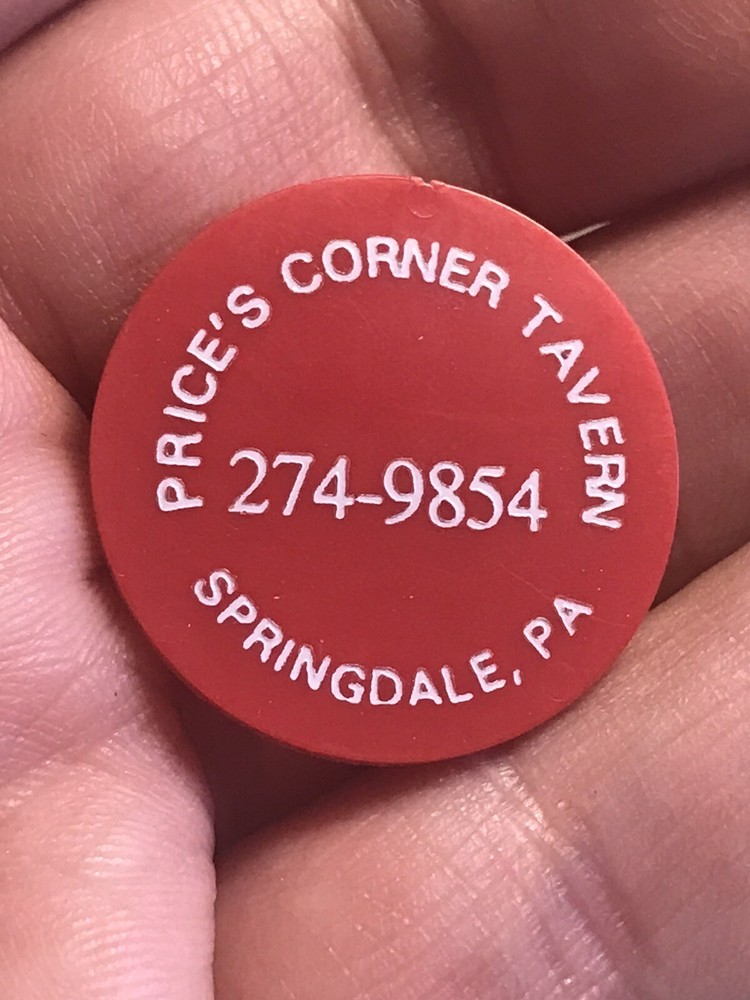 PRICE'S CORNER TAVERN
274-9854
SPRINGDALE, PA